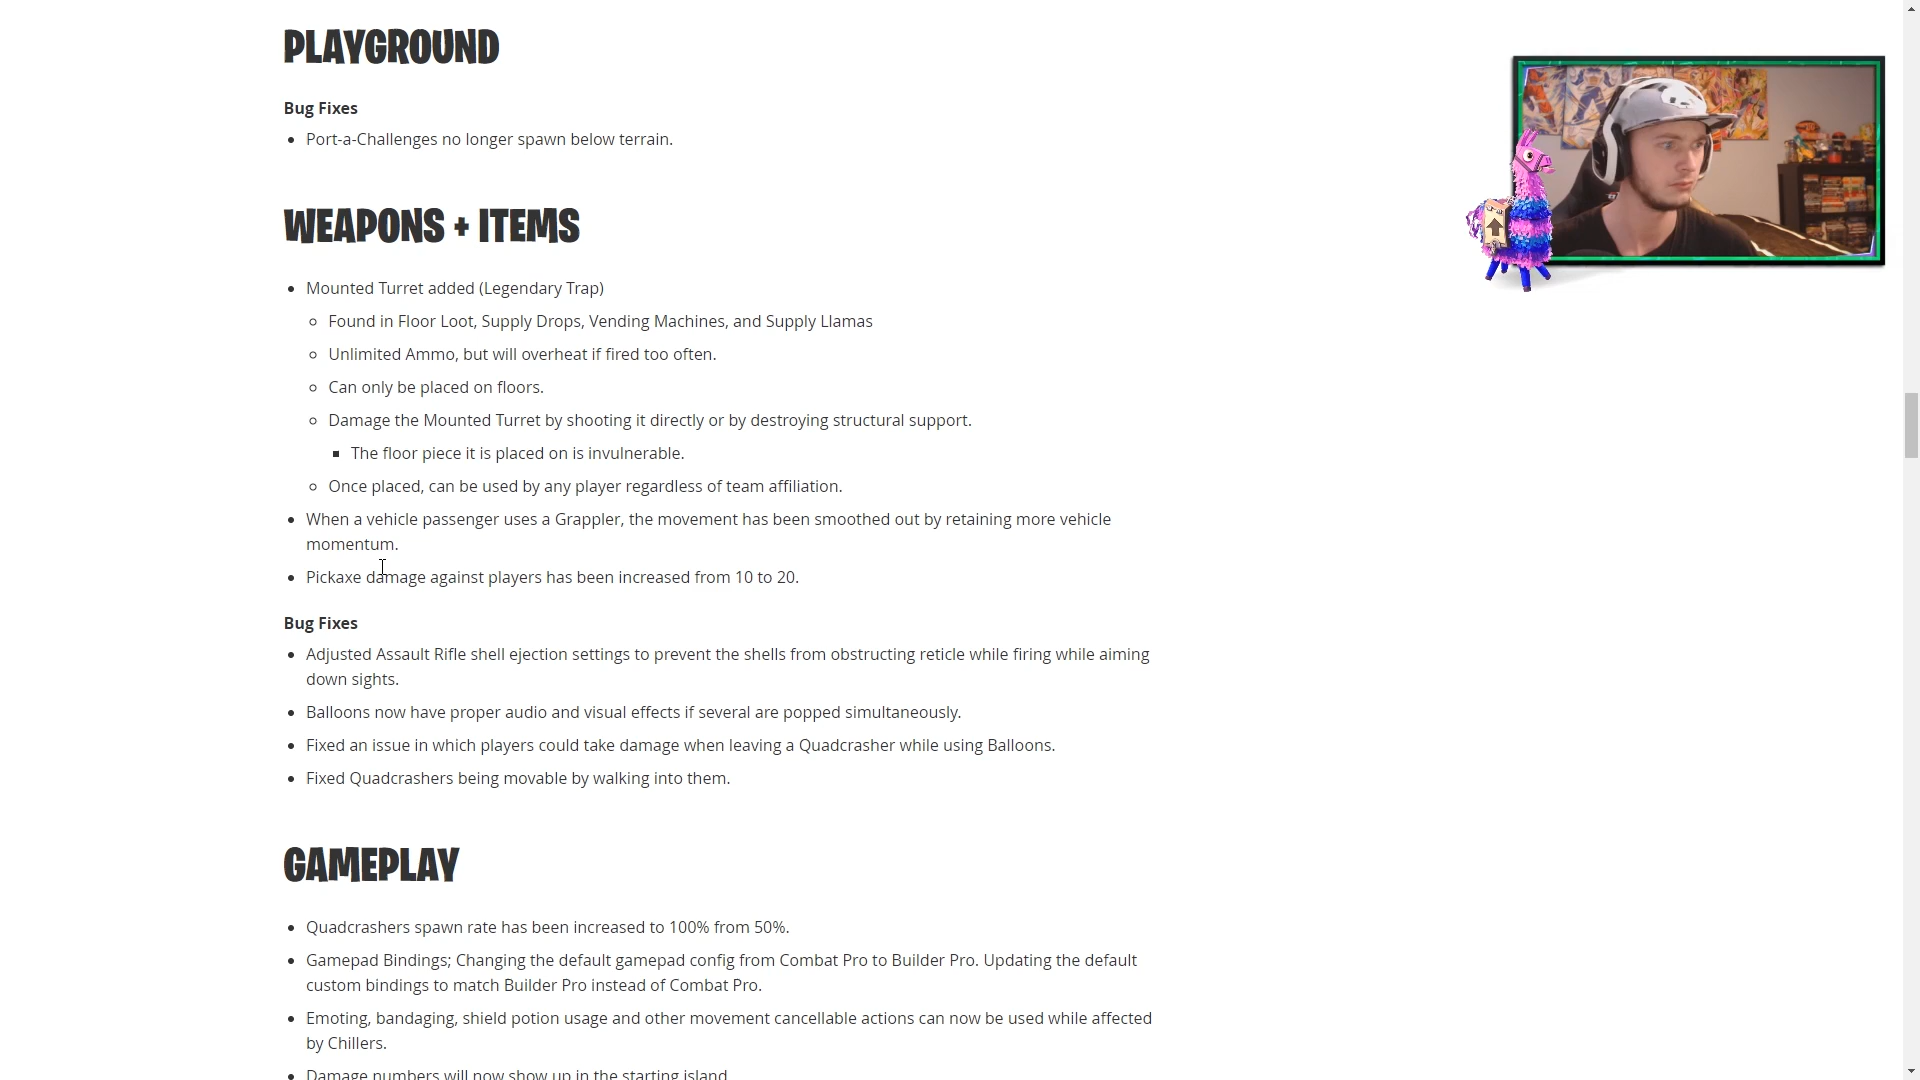 PLAYGROUND
Bug Fixes
Port-a-Challenges no longer spawn below terrain.
WEAPONS + ITEMS
Mounted Turret added (Legendary Trap)
Found in Floor Loot, Supply Drops, Vending Machines, and Supply Llamas
Unlimited Ammo, but will overheat if fired too often.
Can only be placed on floors.
Damage the Mounted Turret by shooting it directly or by destroying structural support.
The floor piece it is placed on is invulnerable.
Once placed, can be used by any player regardless of team affiliation.
When a vehicle passenger uses a Grappler, the movement has been smoothed out by retaining more vehicle
momentum.
Pickaxe damage against players has been increased from 10 to 20.
Bug Fixes
Adjusted Assault Rifle shell ejection settings to prevent the shells from obstructing reticle while firing while aiming
down sights.
Balloons now have proper audio and visual effects if several are popped simultaneously.
Fixed an issue in which players could take damage when leaving a Quadcrasher while using Balloons.
Fixed Quadcrashers being movable by walking into them.
GAMEPLAY
Quadcrashers spawn rate has been increased to 100% from 50%.
Gamepad Bindings; Changing the default gamepad config from Combat Pro to Builder Pro. Updating the default
custom bindings to match Builder Pro instead of Combat Pro.
Emoting, bandaging, shield potion usage and other movement cancellable actions can now be used while affected
by Chillers.
Damage numbers will now show up in the starting island